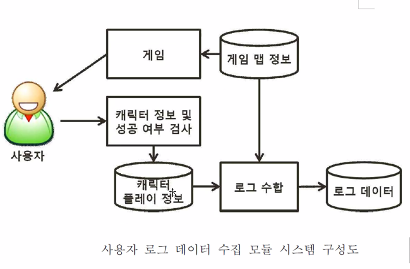 게임
게임 맵 정보
캐릭터 정보 및
성공 여부 검사
사용자
캐릭터
플레이 정보
로그 수합
로그 데이터
사용자 로그 데이터 수집 모듈 시스템 구성도